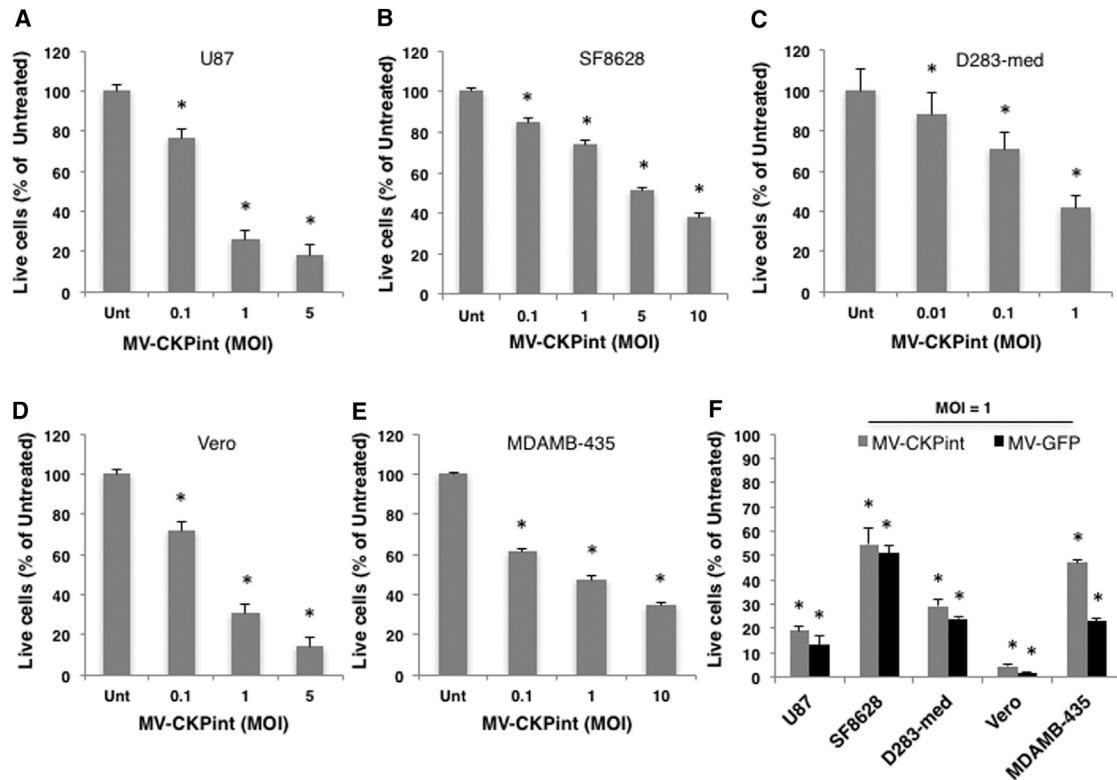 A
U87
Live cells (% of Untreated)
120
100
80
60
40
20
0
*
*
*
Unt 0.1 1 5
MV-CKPint (MOI)
B
SF8628
Live cells (% of Untreated)
120
100
80
60
40
20
0
*
*
*
*
Unt 0.1 1 5 10
MV-CKPint (MOI)
C
D283-med
Live cells (% of Untreated)
120
100
80
60
40
20
0
*
*
*
Unt 0.01 0.1 1
MV-CKPint (MOI)
D
Vero
Live cells (% of Untreated)
120
100
80
60
40
20
0
*
*
*
Unt 0.1 1 5
MV-CKPint (MOI)
E
MDAMB-435
Live cells (% of Untreated)
120
100
80
60
40
20
0
*
*
*
Unt 0.1 1 10
MV-CKPint (MOI)
F
MOI = 1
MV-CKPint MV-GFP
Live cells (% of Untreated)
100
90
80
70
60
50
40
30
20
10
0
* *
* *
* *
* *
* *
U87 SF8628 D283-med Vero MDAMB-435